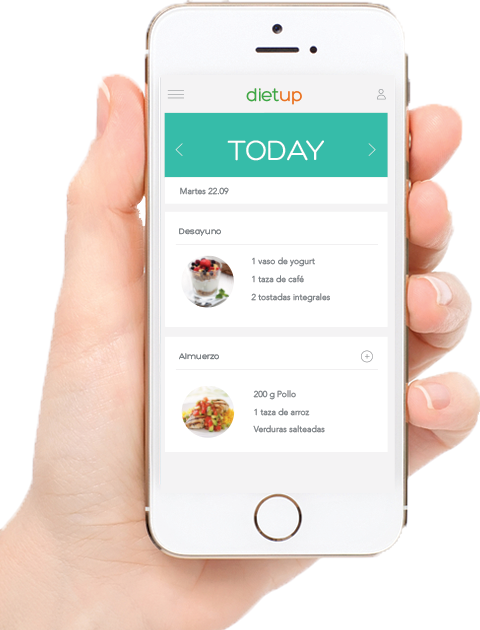 dietup
TODAY
Martes 22.09
Desayuno
1 vaso de yogurt
1 taza de café
2 tostadas integrales
Almuerzo
200 g Pollo
1 taza de arroz
Verduras salteadas